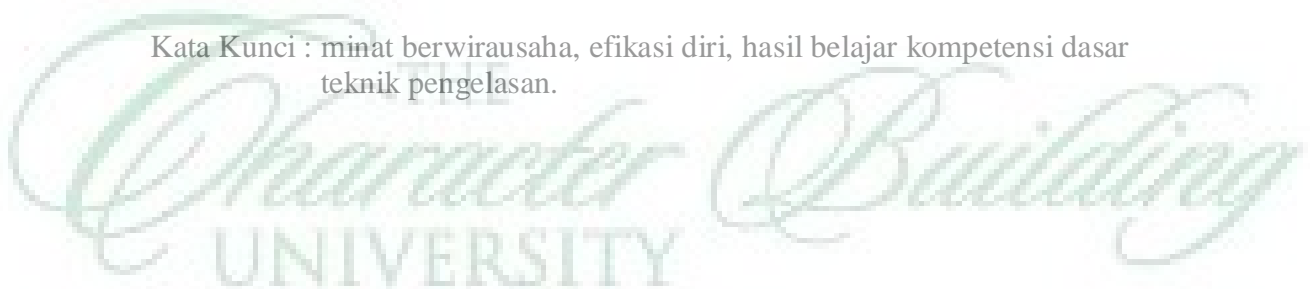 Kata Kunci : minat berwirausaha, efikasi diri, hasil belajar kompetensi dasar
teknik pengelasan.
THE
Character Building
UNIVERSITY